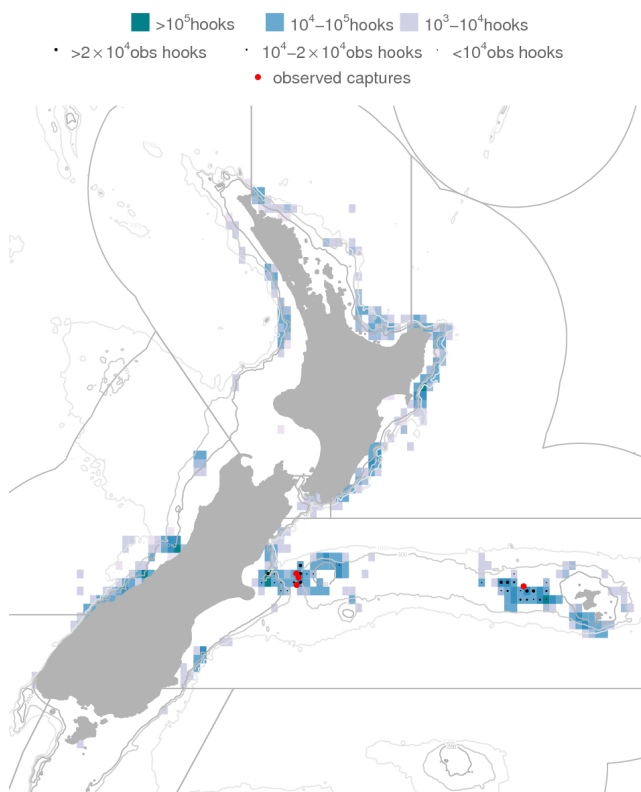 >10⁵hooks 10⁴–10⁵hooks 10³–10⁴hooks
>2×10⁴obs hooks 10⁴–2×10⁴obs hooks <10⁴obs hooks
observed captures